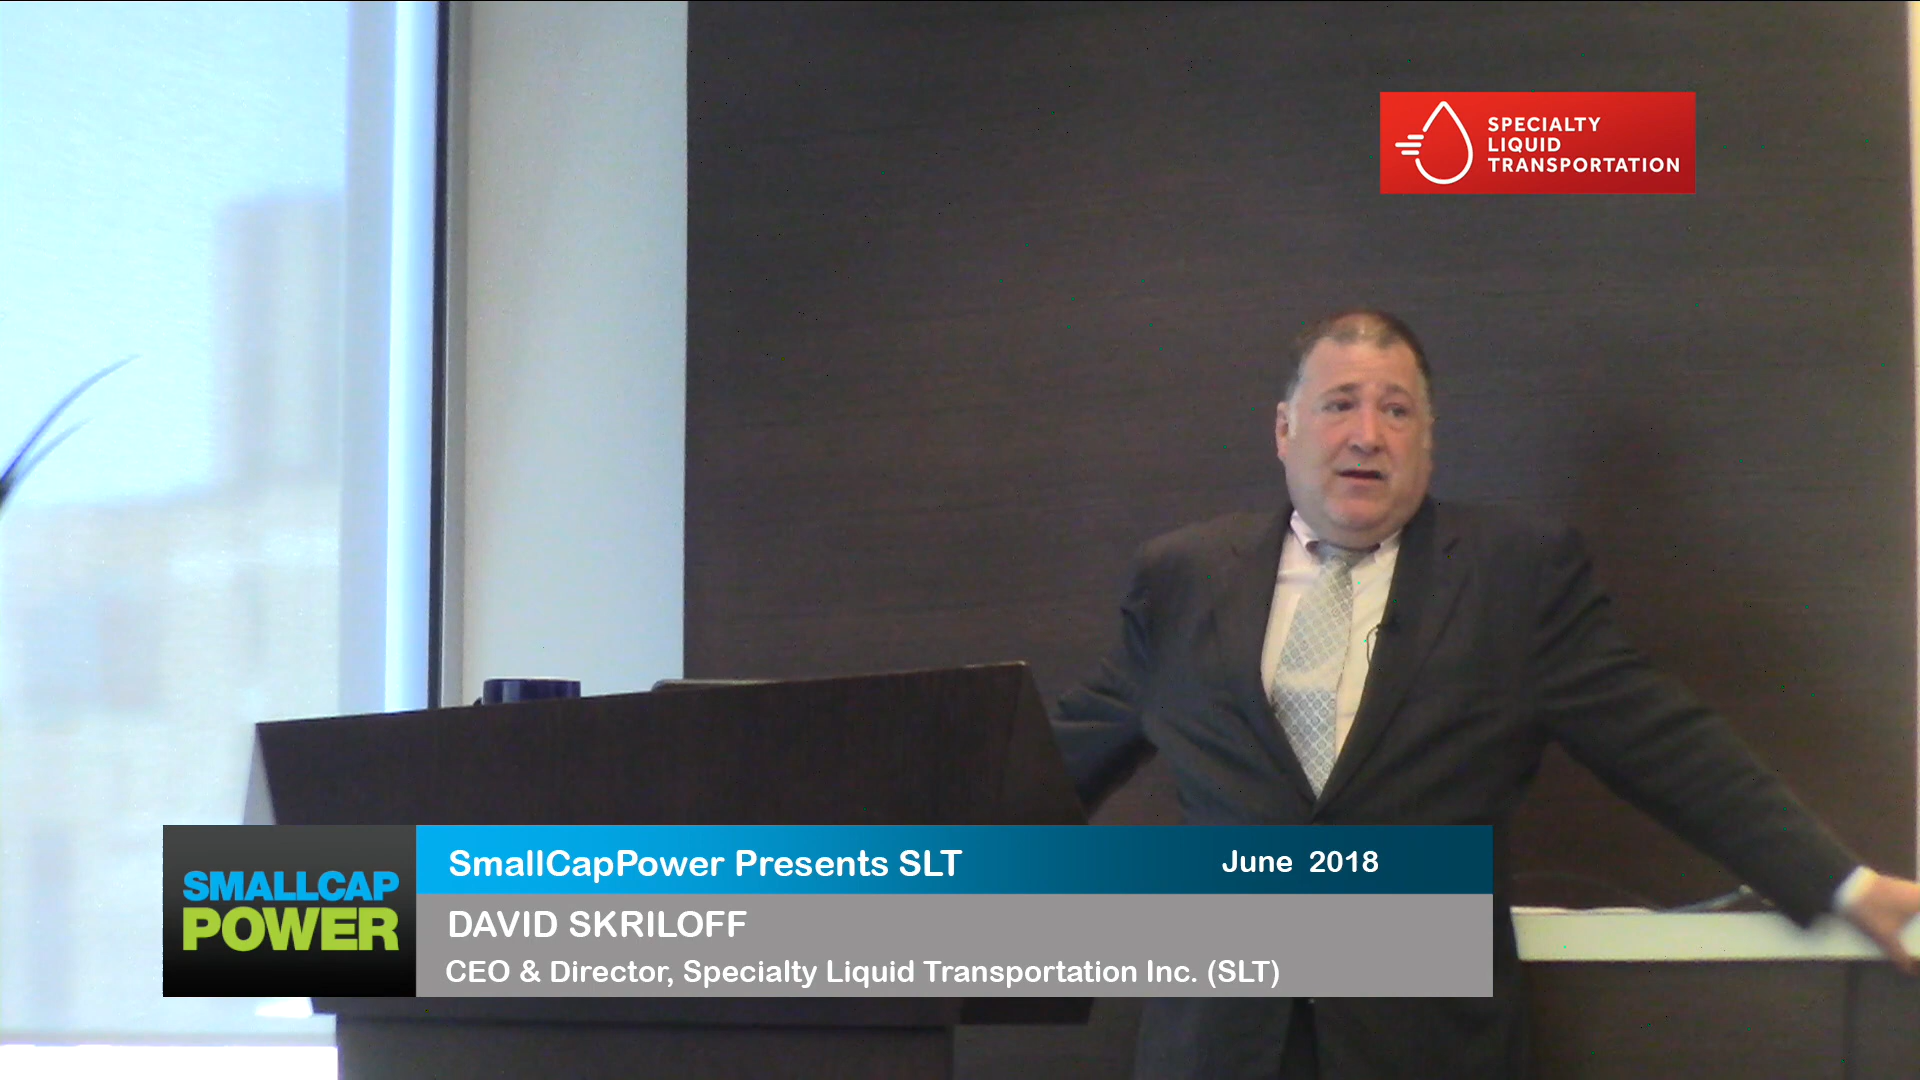 SPECIALTY
LIQUID
TRANSPORTATION
SMALLCAP
POWER
SmallCapPower Presents SLT
June 2018
DAVID SKRILOFF
CEO & Director, Specialty Liquid Transportation Inc. (SLT)